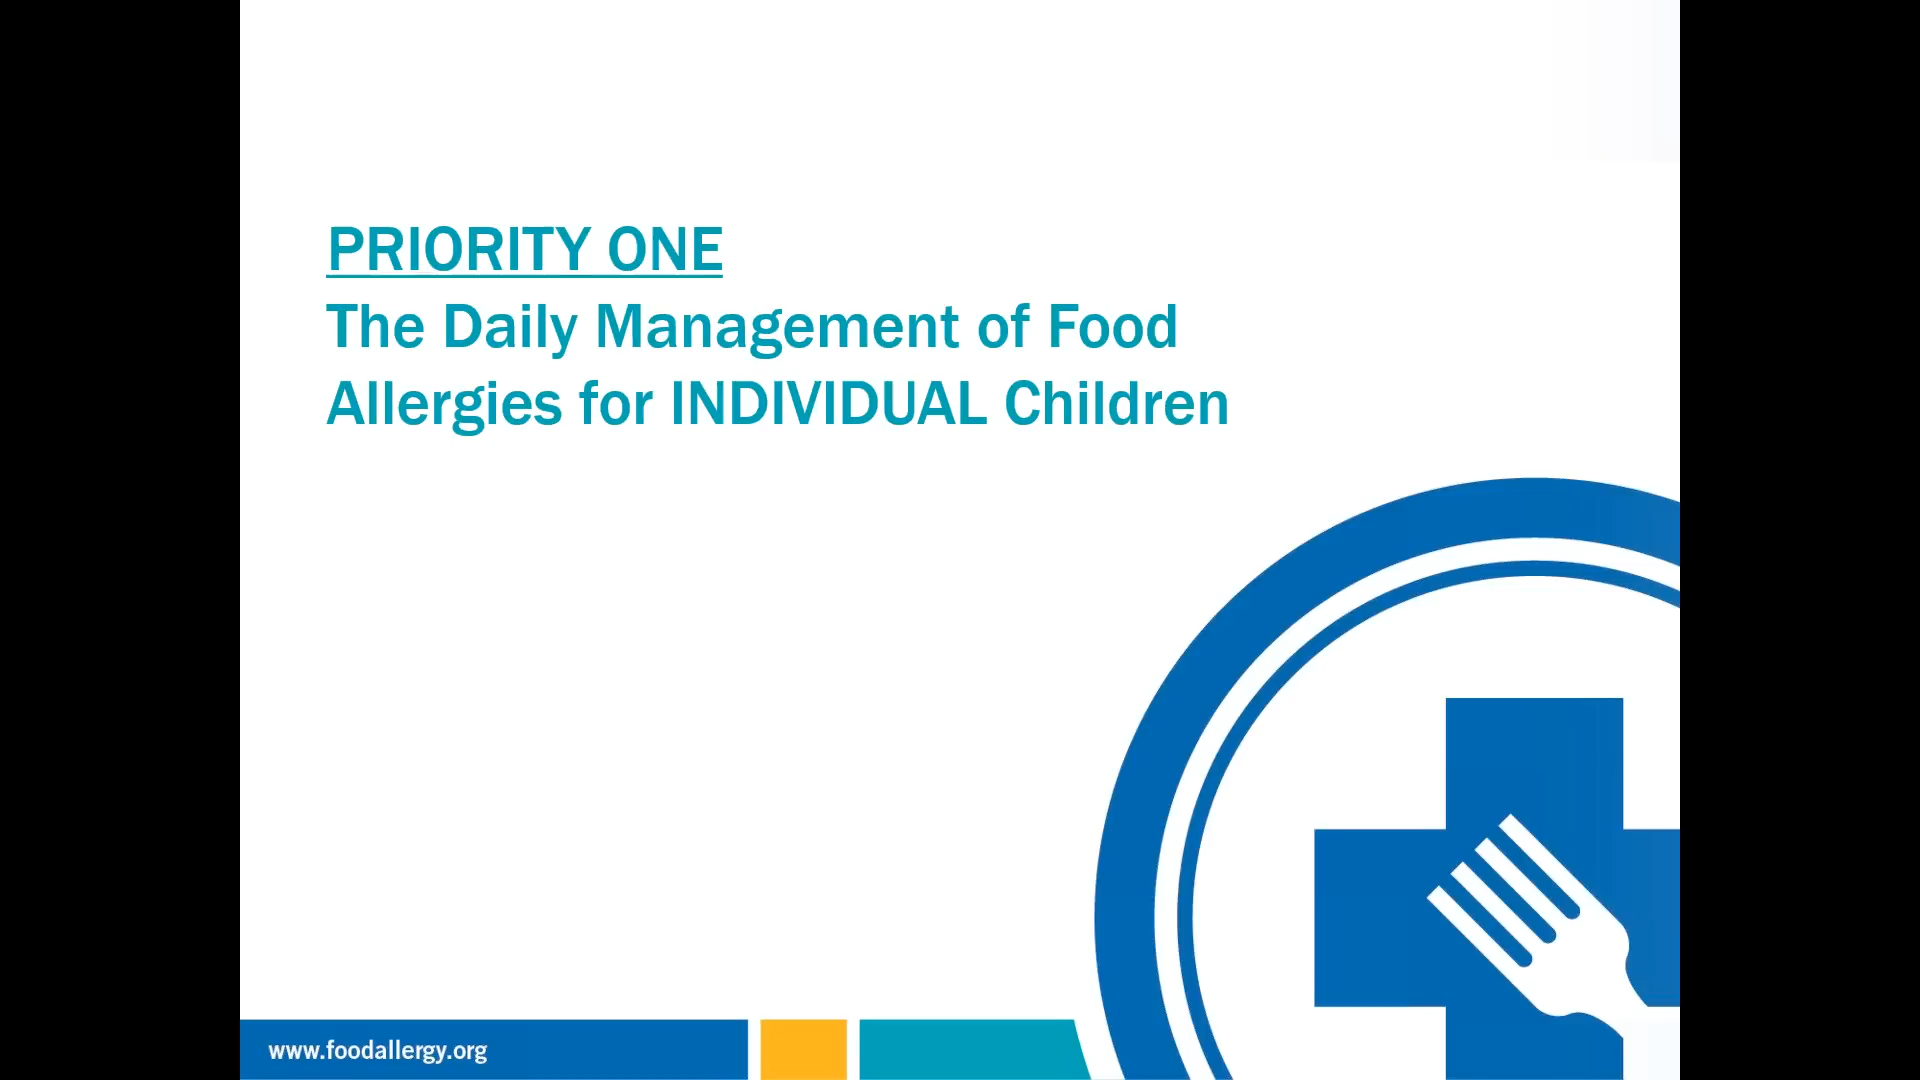 PRIORITY ONE
The Daily Management of Food
Allergies for INDIVIDUAL Children
www.foodallergy.org